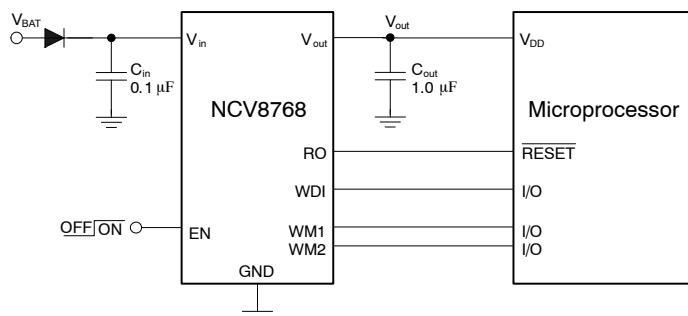 V_BAT
V_in
V_out
V_out
V_DD
C_in
0.1 μF
C_out
1.0 μF
NCV8768
Microprocessor
RO
RESET
WDI
I/O
OFF ON
EN
WM1
I/O
WM2
I/O
GND